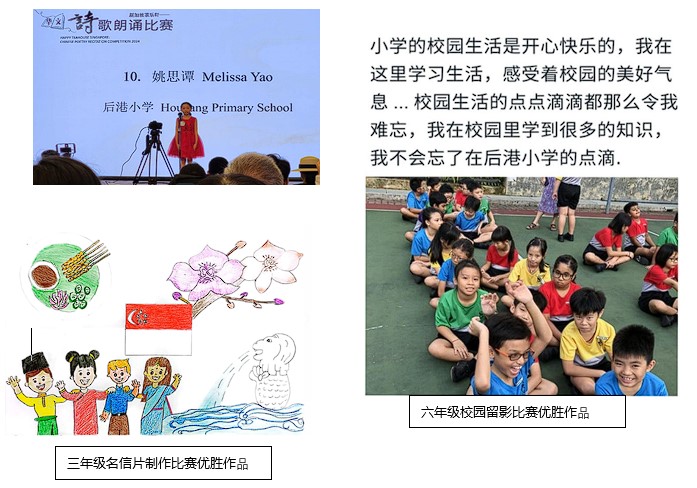 詩歌朗诵比赛
10. 姚思谭 Melissa Yao
后港小学 Hougang Primary School
小学的校园生活是开心快乐的，我在
这里学习生活，感受着校园的美好气
息 ... 校园生活的点点滴滴都那么令我
难忘，我在校园里学到很多的知识，
我不会忘了在后港小学的点滴.
六年级校园留影比赛优胜作品
三年级名信片制作比赛优胜作品